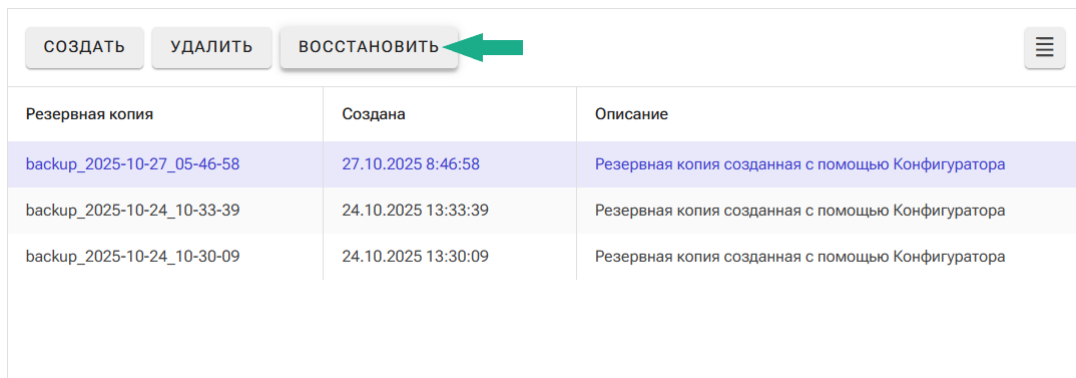 СОЗДАТЬ УДАЛИТЬ ВОССТАНОВИТЬ
Резервная копия Создана Описание
backup_2025-10-27_05-46-58 27.10.2025 8:46:58 Резервная копия созданная с помощью Конфигуратора
backup_2025-10-24_10-33-39 24.10.2025 13:33:39 Резервная копия созданная с помощью Конфигуратора
backup_2025-10-24_10-30-09 24.10.2025 13:30:09 Резервная копия созданная с помощью Конфигуратора